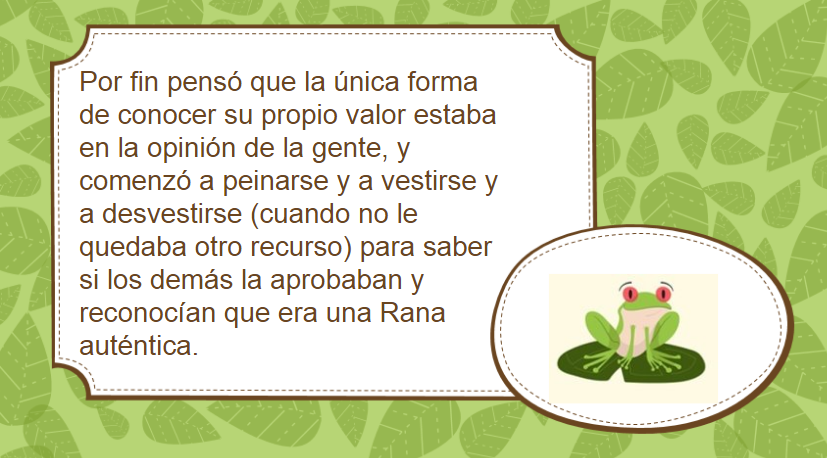 Por fin pensó que la única forma
de conocer su propio valor estaba
en la opinión de la gente, y
comenzó a peinarse y a vestirse y
a desvestirse (cuando no le
quedaba otro recurso) para saber
si los demás la aprobaban y
reconocían que era una Rana
auténtica.